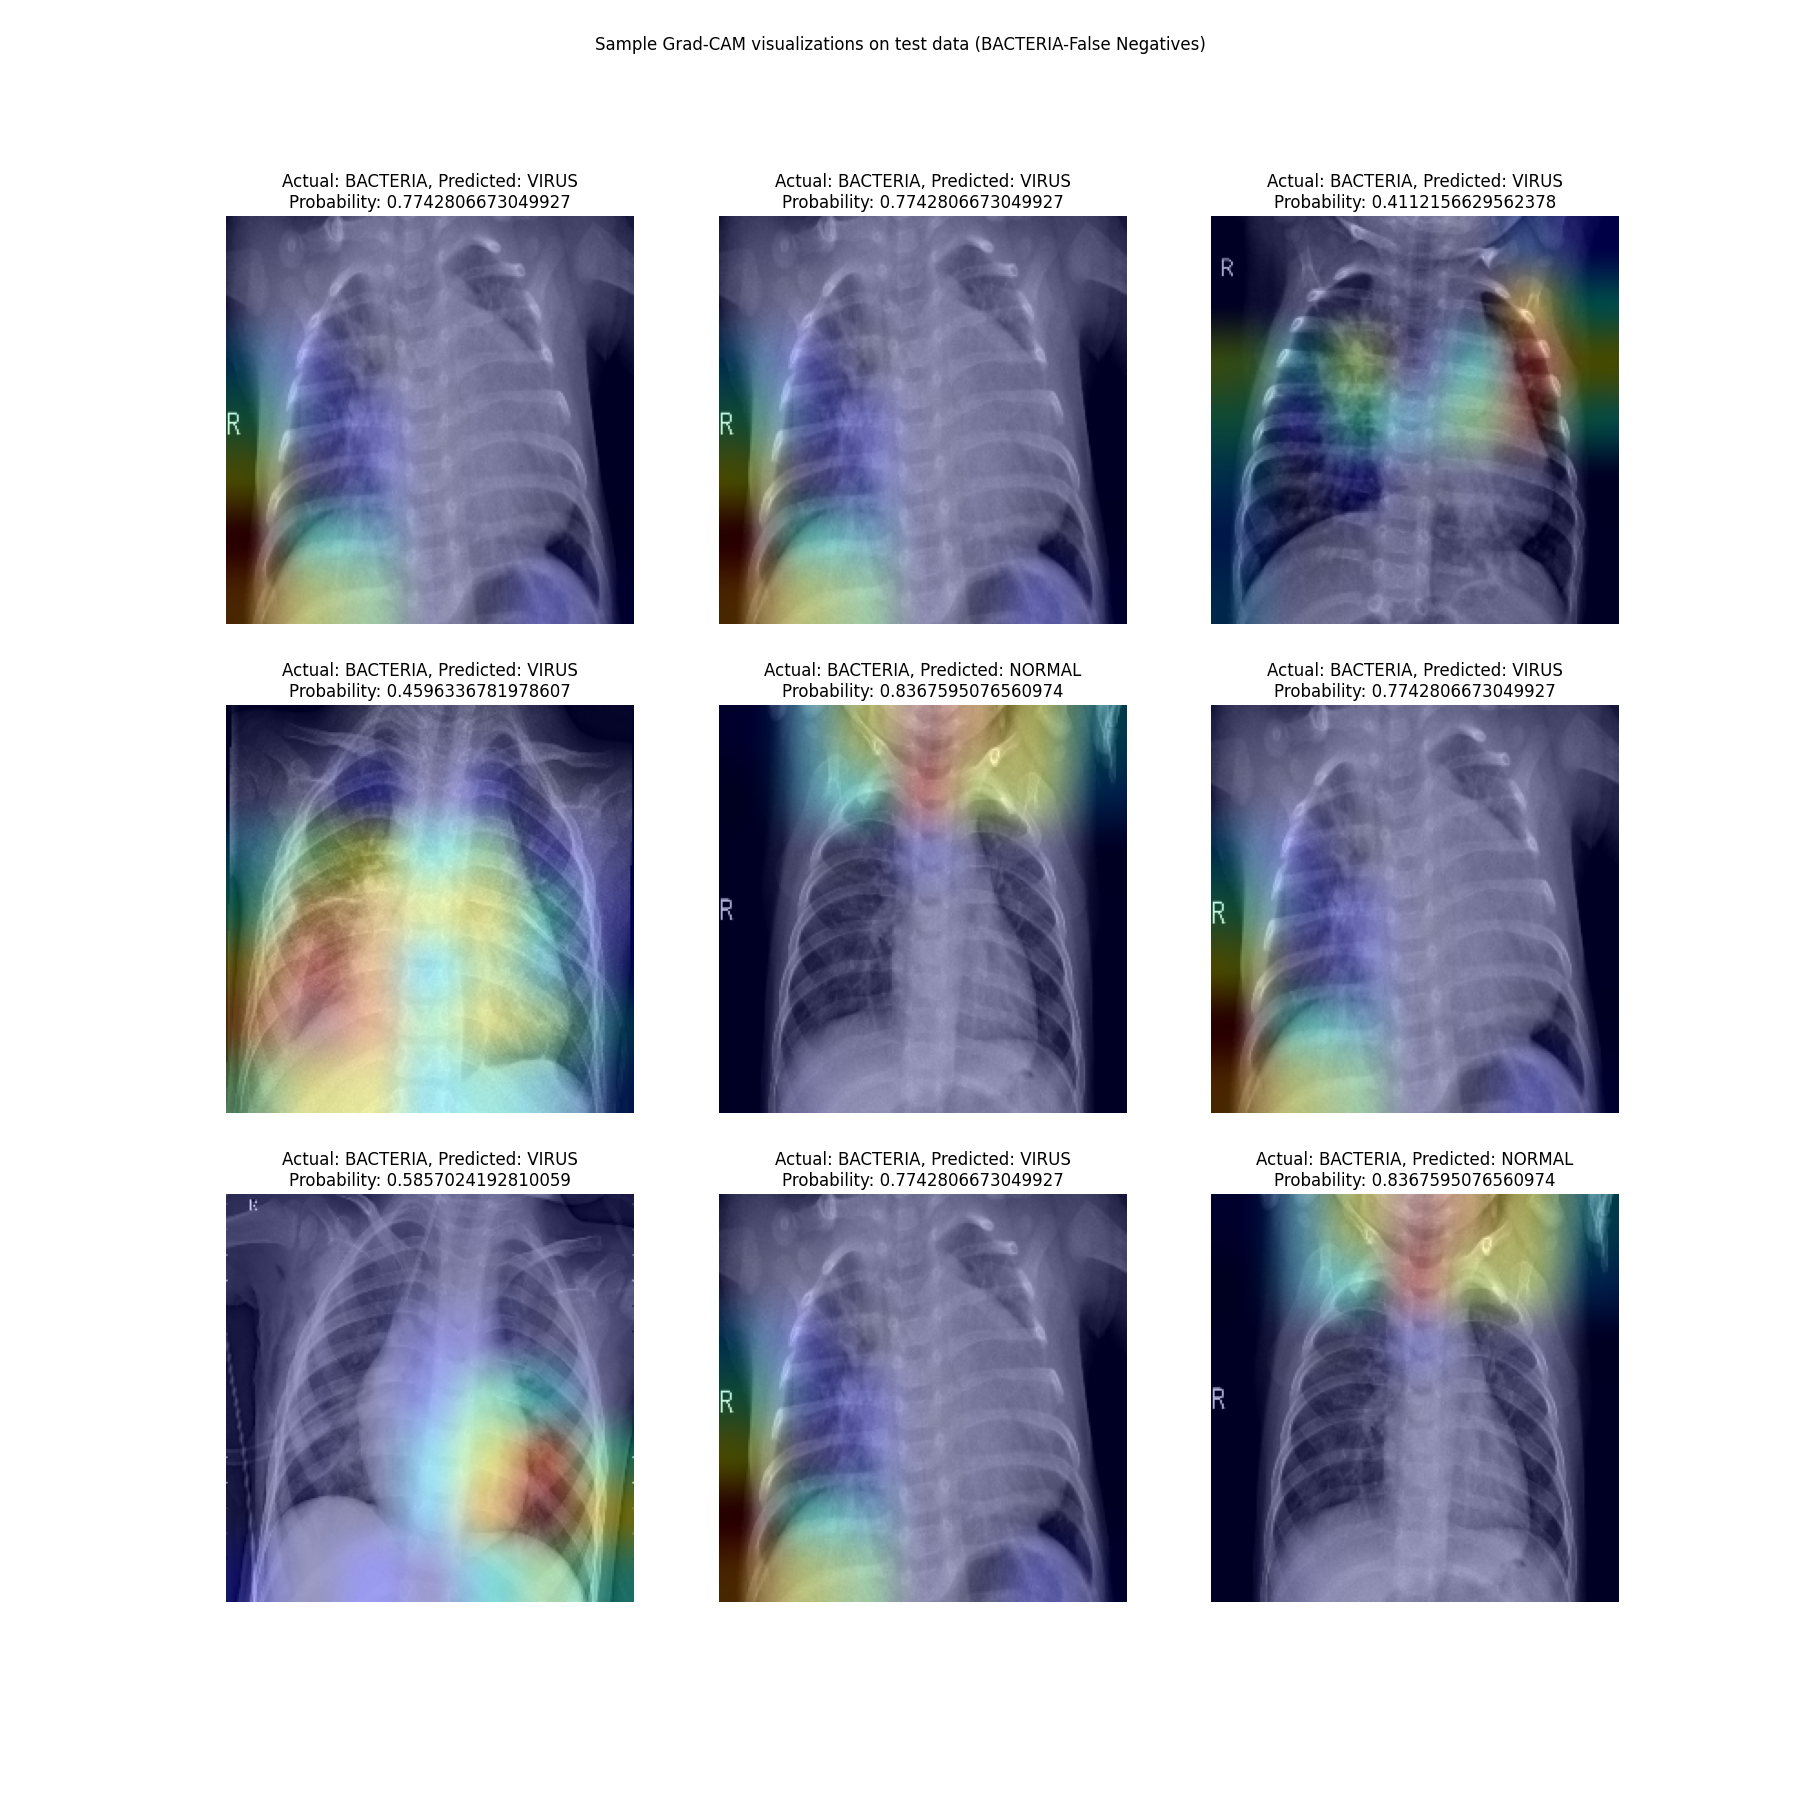 Sample Grad-CAM visualizations on test data (BACTERIA-False Negatives)
Actual: BACTERIA, Predicted: VIRUS
Probability: 0.7742806673049927
Actual: BACTERIA, Predicted: VIRUS
Probability: 0.7742806673049927
Actual: BACTERIA, Predicted: VIRUS
Probability: 0.4112156629562378
R
R
R
Actual: BACTERIA, Predicted: VIRUS
Probability: 0.4596336781978607
Actual: BACTERIA, Predicted: NORMAL
Probability: 0.8367595076560974
Actual: BACTERIA, Predicted: VIRUS
Probability: 0.7742806673049927
R
R
Actual: BACTERIA, Predicted: VIRUS
Probability: 0.5857024192810059
Actual: BACTERIA, Predicted: VIRUS
Probability: 0.7742806673049927
Actual: BACTERIA, Predicted: NORMAL
Probability: 0.8367595076560974
R
R
R